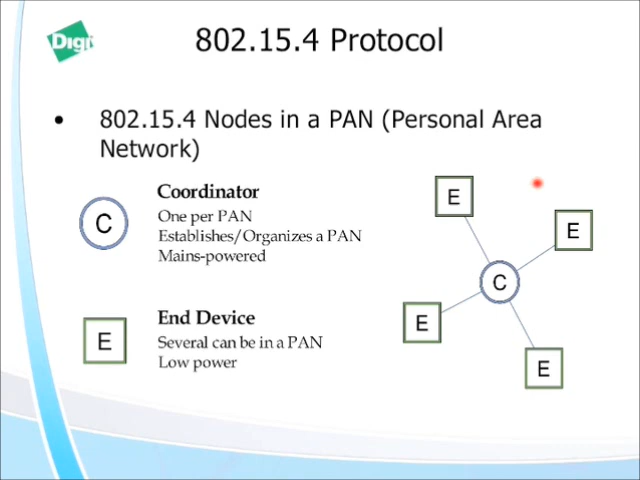 Digi
802.15.4 Protocol
• 802.15.4 Nodes in a PAN (Personal Area
Network)
C
Coordinator
One per PAN
Establishes/Organizes a PAN
Mains-powered
E
End Device
Several can be in a PAN
Low power
E
E
C
E
E